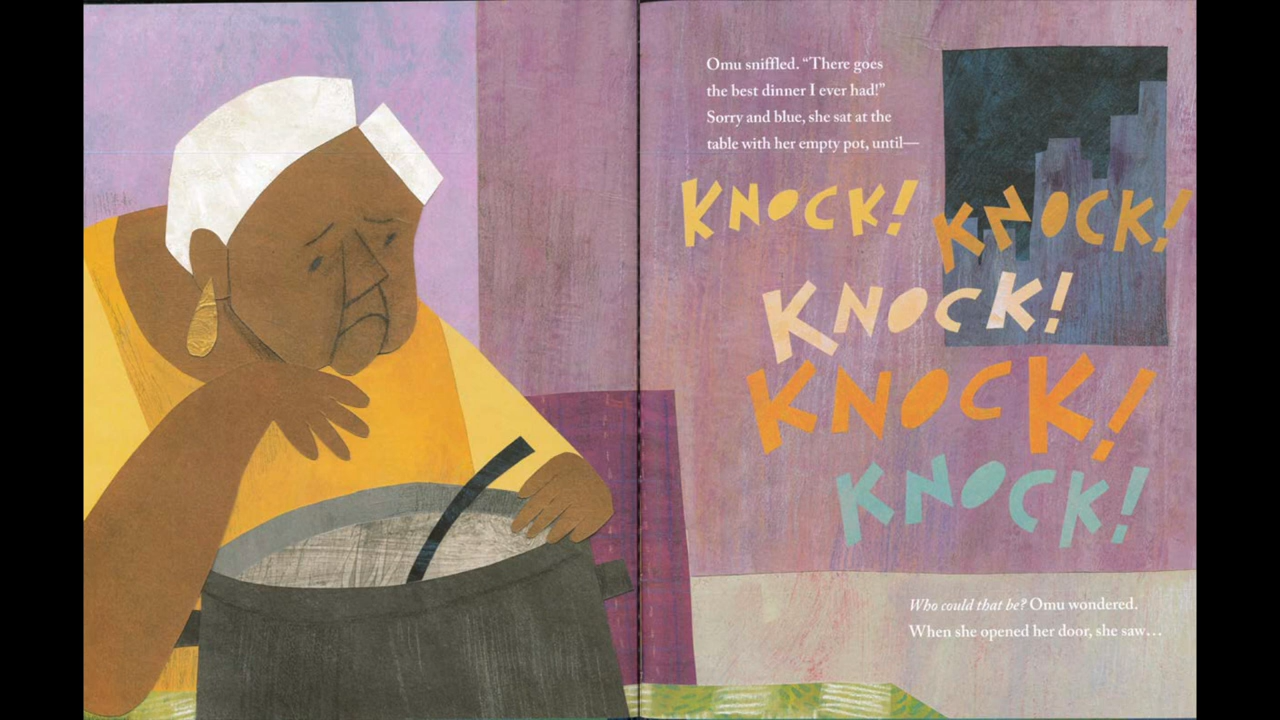 Omu sniffled. “There goes
the best dinner I ever had!”
Sorry and blue, she sat at the
table with her empty pot, until—
KNOCK! KNOCK!
KNOCK!
KNOCK!
KNOCK!
Who could that be? Omu wondered.
When she opened her door, she saw…